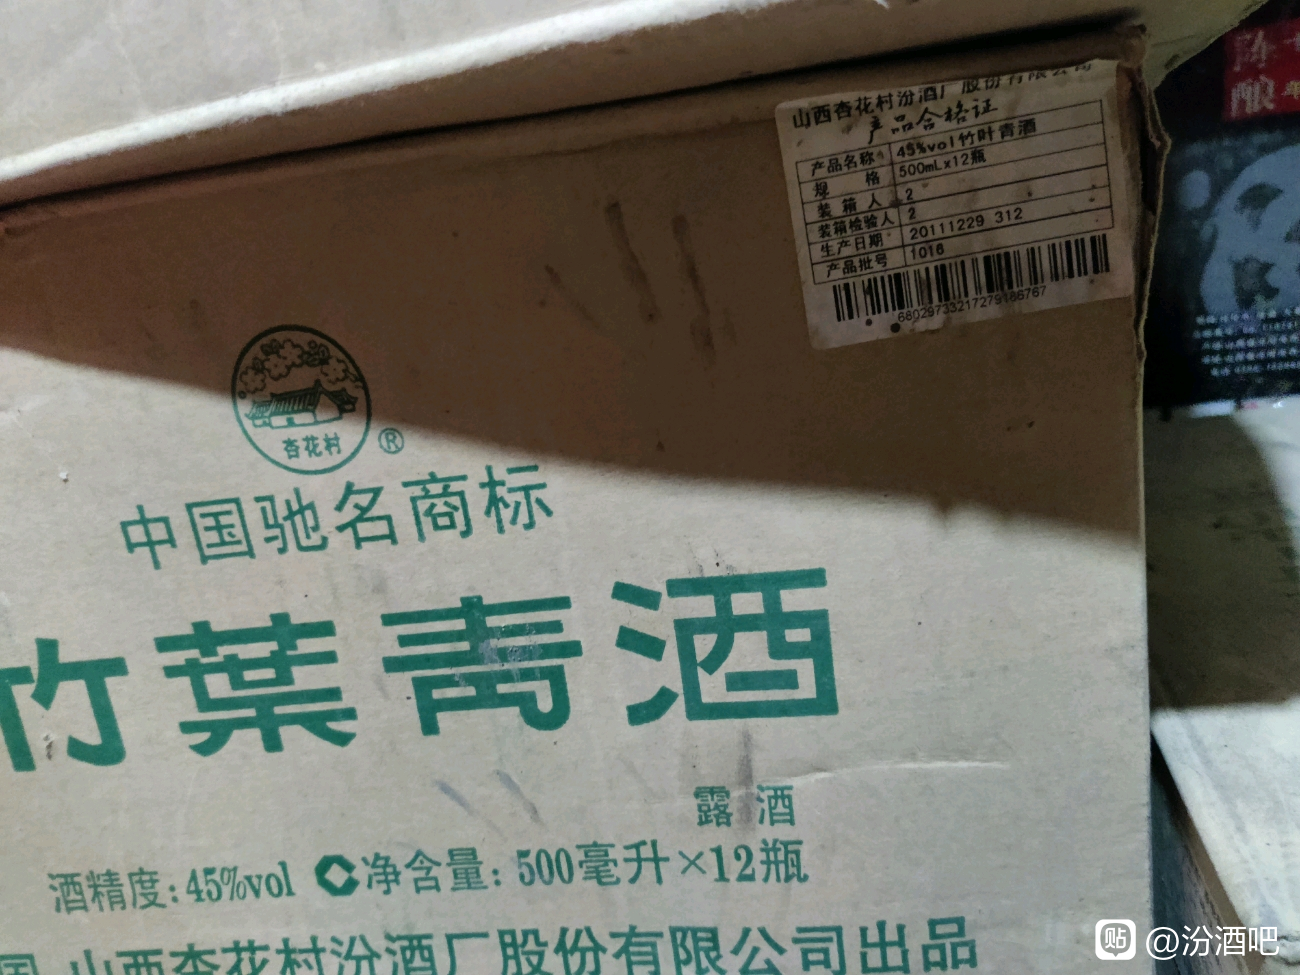 山西杏花村汾酒厂股份有限公司
产品合格证
产品名称 45%vol竹叶青酒
规格 500mLx12瓶
装箱人 2
装箱检验人 2
生产日期 20111229 312
产品批号 1016
68029733217279186767
陈
酿
杏花村
®
中国驰名商标
竹葉青酒
露酒
酒精度:45%vol 净含量:500毫升×12瓶
国 山西杏花村汾酒厂股份有限公司出品
贴 @汾酒吧